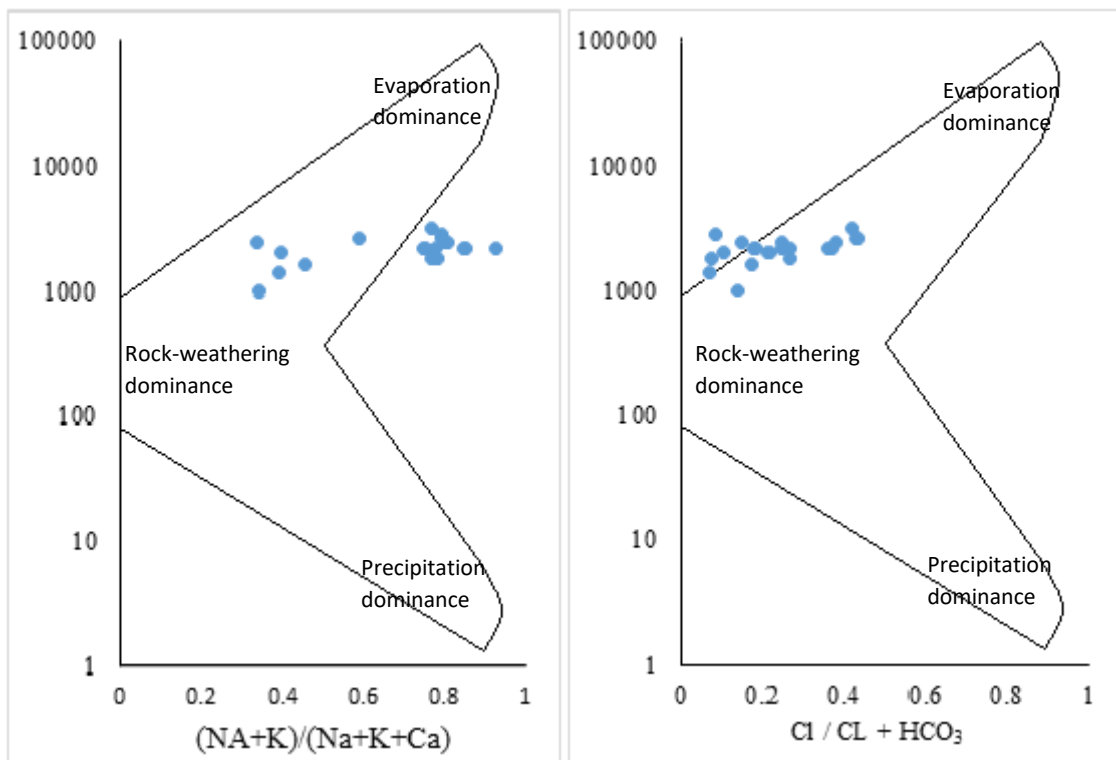 100000
10000
1000
100
10
1
Evaporation
dominance
Rock-weathering
dominance
Precipitation
dominance
0
0.4
0.6
0.8
1
(NA+K)/(Na+K+Ca)
100000
10000
1000
100
10
1
Evaporation
dominance
Rock-weathering
dominance
Precipitation
dominance
0
0.2
0.4
0.6
0.8
1
Cl / CL + HCO₃